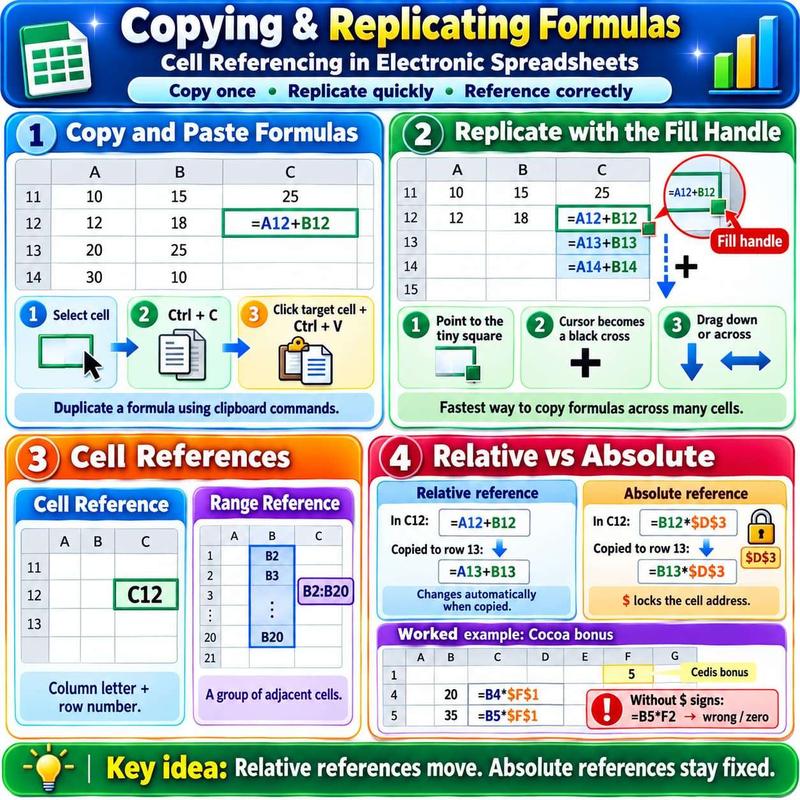 Copying & Replicating Formulas
Cell Referencing in Electronic Spreadsheets
Copy once • Replicate quickly • Reference correctly
1 Copy and Paste Formulas
A B C
11 10 15 25
12 12 18 =A12+B12
13 20 25
14 30 10
1 Select cell
2 Ctrl + C
3 Click target cell +
Ctrl + V
Duplicate a formula using clipboard commands.
2 Replicate with the Fill Handle
A B C
11 10 15 25
12 12 18 =A12+B12
13 =A13+B13
14 =A14+B14
15
=A12+B12
Fill handle
+
1 Point to the
tiny square
2 Cursor becomes
a black cross
3 Drag down
or across
Fastest way to copy formulas across many cells.
3 Cell References
Cell Reference
A B C
11
12 C12
13
Column letter +
row number.
Range Reference
A B C
1 B2
2 B3
3 ⋮ B2:B20
⋮
20 B20
21
A group of adjacent cells.
4 Relative vs Absolute
Relative reference
In C12: =A12+B12
Copied to row 13:
=A13+B13
Changes automatically
when copied.
Absolute reference
In C12: =B12*$D$3
Copied to row 13:
=B13*$D$3
$D$3
$ locks the cell address.
Worked example: Cocoa bonus
A B C D E F G
1 5 Cedis bonus
4 20 =B4*$F$1
5 35 =B5*$F$1
! Without $ signs:
=B5*F2 → wrong / zero
Key idea: Relative references move. Absolute references stay fixed.